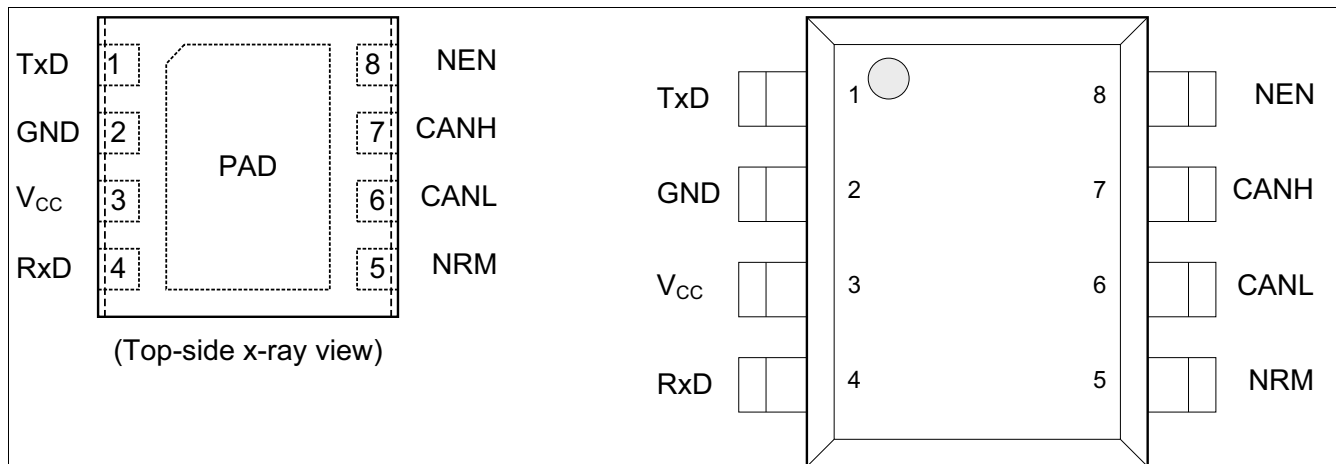 TxD 1 8 NEN
GND 2 7 CANH
PAD
VCC 3 6 CANL
RxD 4 5 NRM
(Top-side x-ray view)
TxD 1 8 NEN
GND 2 7 CANH
VCC 3 6 CANL
RxD 4 5 NRM